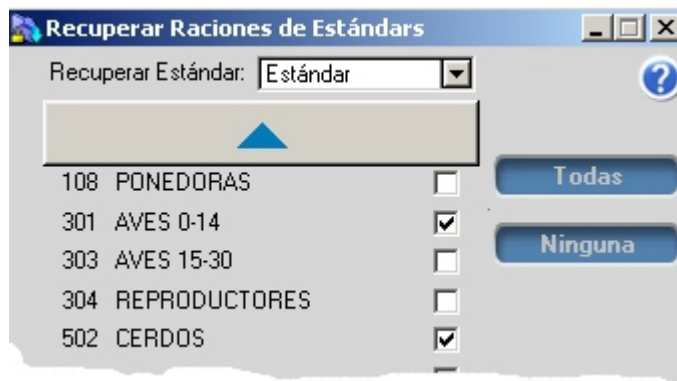 Recuperar Raciones de Estándars
Recuperar Estándar: Estándar
?
108 PONEDORAS
Todas
301 AVES 0-14
Ninguna
303 AVES 15-30
304 REPRODUCTORES
502 CERDOS